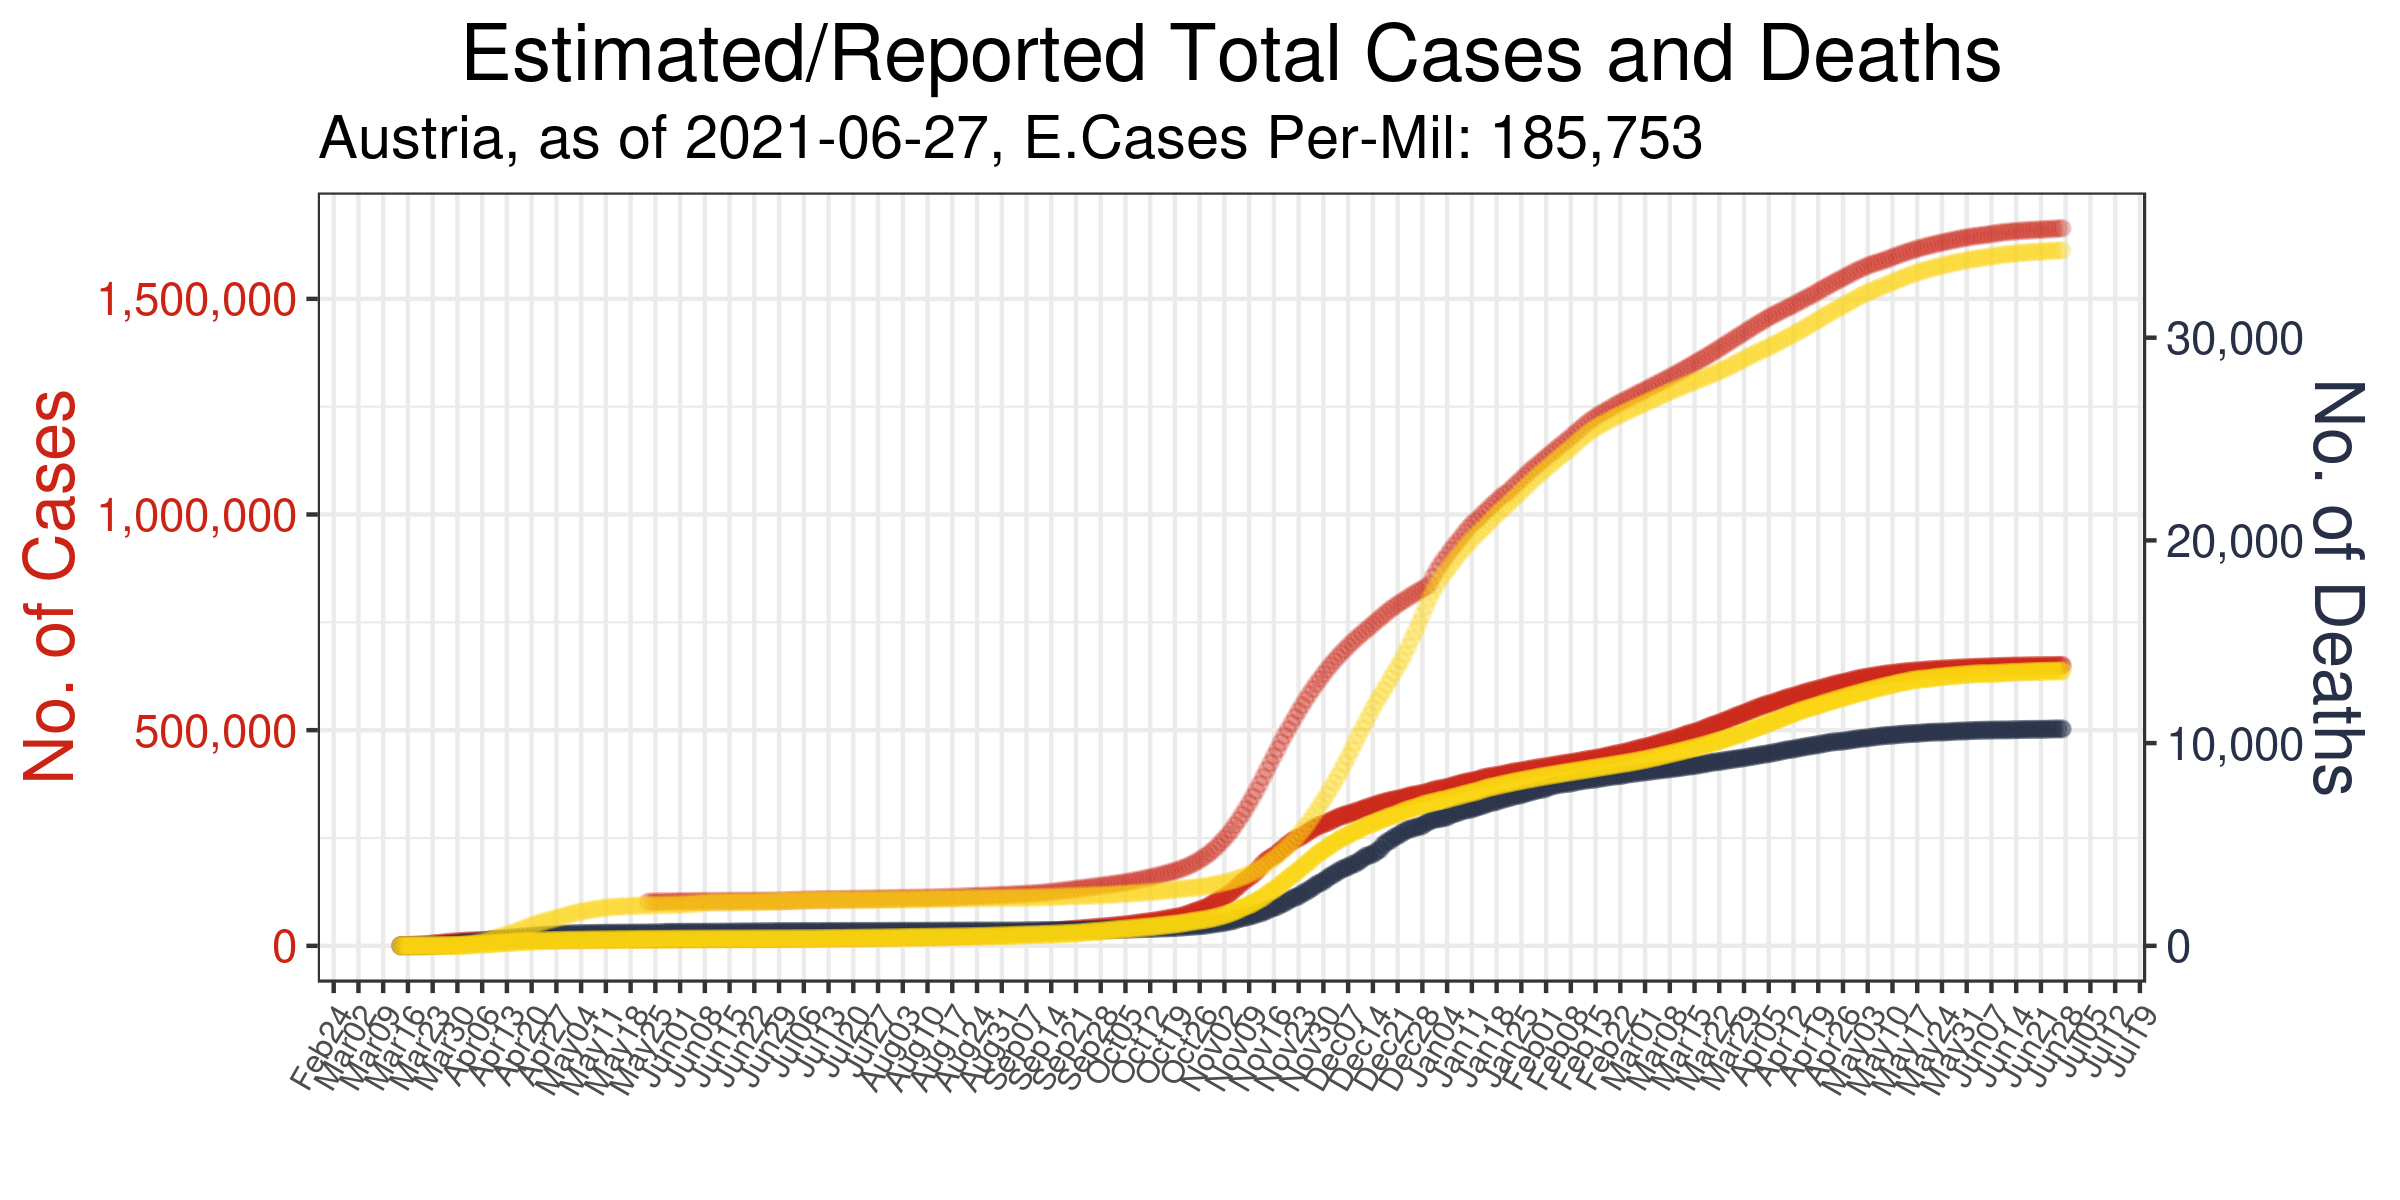 Estimated/Reported Total Cases and Deaths
Austria, as of 2021-06-27, E.Cases Per-Mil: 185,753
No. of Cases
1,500,000
1,000,000
500,000
0
30,000
20,000
10,000
0
No. of Deaths
Feb24 Mar02 Mar09 Mar16 Mar23 Mar30 Apr06 Apr13 Apr20 Apr27 May04 May11 May18 May25 Jun01 Jun08 Jun15 Jun22 Jun29 Jul06 Jul13 Jul20 Jul27 Aug03 Aug10 Aug17 Aug24 Aug31 Sep07 Sep14 Sep21 Sep28 Oct05 Oct12 Oct19 Oct26 Nov02 Nov09 Nov16 Nov23 Nov30 Dec07 Dec14 Dec21 Dec28 Jan04 Jan11 Jan18 Jan25 Feb01 Feb08 Feb15 Feb22 Mar01 Mar08 Mar15 Mar22 Mar29 Apr05 Apr12 Apr19 Apr26 May03 May10 May17 May24 May31 Jun07 Jun14 Jun21 Jun28 Jul05 Jul12 Jul19